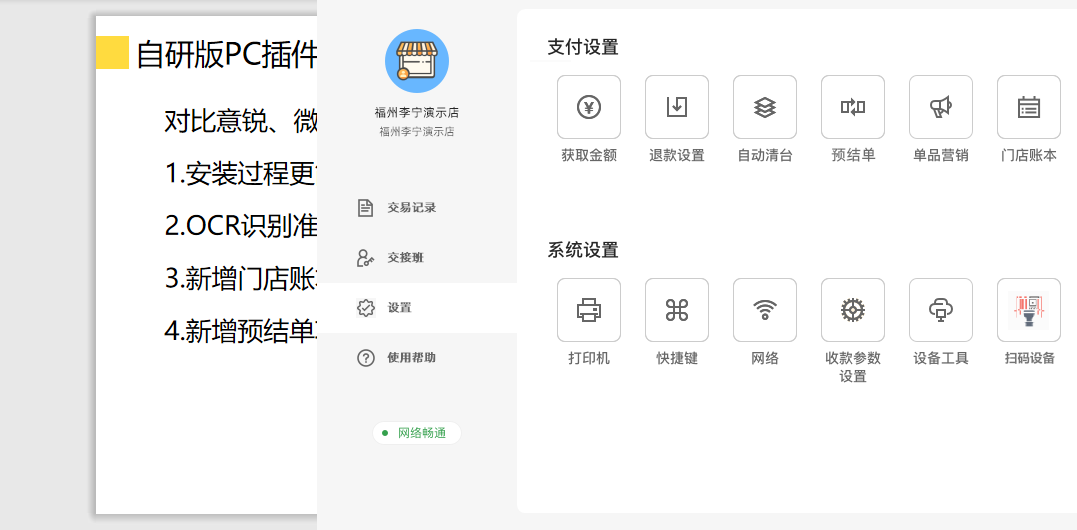 自研版PC插件
对比意锐、微
1.安装过程更
2.OCR识别准
3.新增门店账
4.新增预结单
福州李宁演示店
福州李宁演示店
交易记录
交接班
设置
使用帮助
网络畅通
支付设置
获取金额 退款设置 自动清台 预结单 单品营销 门店账本
系统设置
打印机 快捷键 网络 收款参数 设备工具 扫码设备
设置